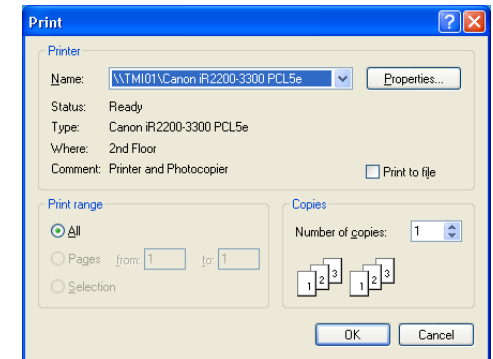 Print
Printer
Name: \\TMI01\Canon iR2200-3300 PCL5e Properties...
Status: Ready
Type: Canon iR2200-3300 PCL5e
Where: 2nd Floor
Comment: Printer and Photocopier Print to file
Print range
All
Pages from: 1 to: 1
Selection
Copies
Number of copies: 1
1 2 3 1 2 3
OK Cancel